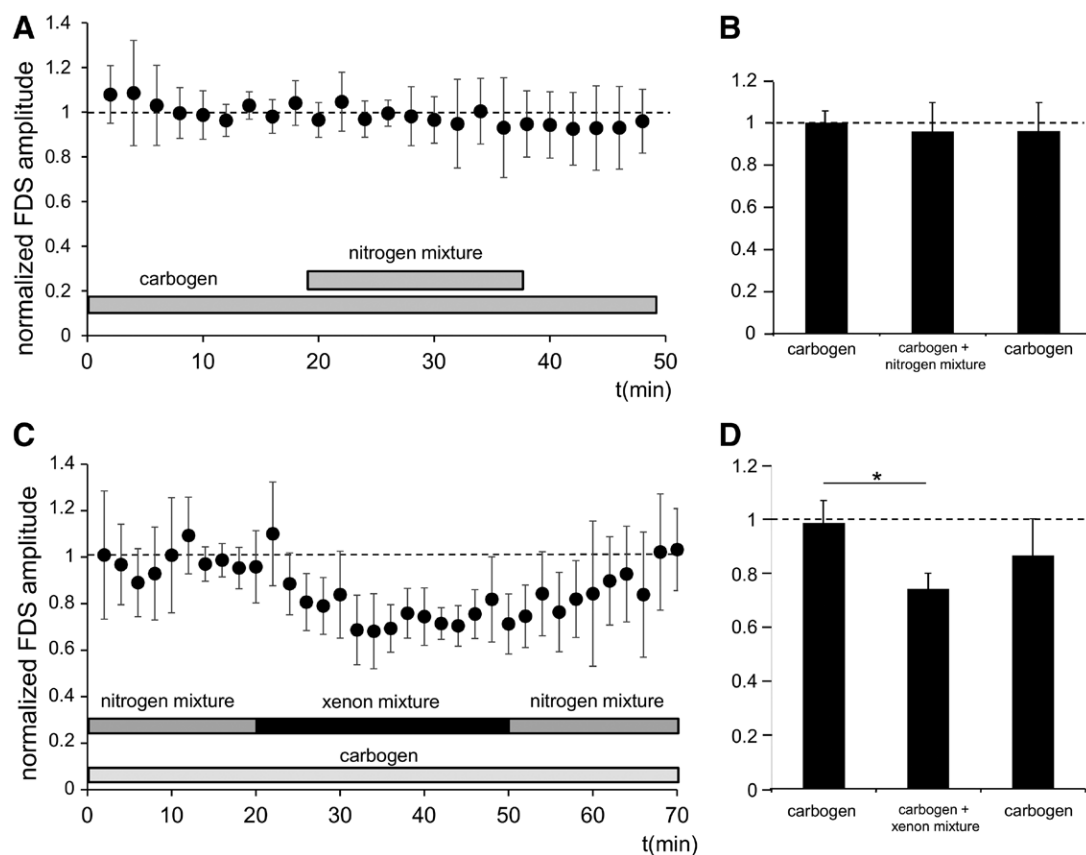 A
normalized FDS amplitude
1.4
1.2
1
0.8
0.6
0.4
0.2
0
carbogen
nitrogen mixture
0
10
20
30
40
50
t(min)
B
1.2
1
0.8
0.6
0.4
0.2
0
carbogen
carbogen +
nitrogen mixture
carbogen
C
normalized FDS amplitude
1.4
1.2
1
0.8
0.6
0.4
0.2
0
nitrogen mixture
xenon mixture
nitrogen mixture
carbogen
0
10
20
30
40
50
60
70
t(min)
D
1.2
1
0.8
0.6
0.4
0.2
0
*
carbogen
carbogen +
xenon mixture
carbogen